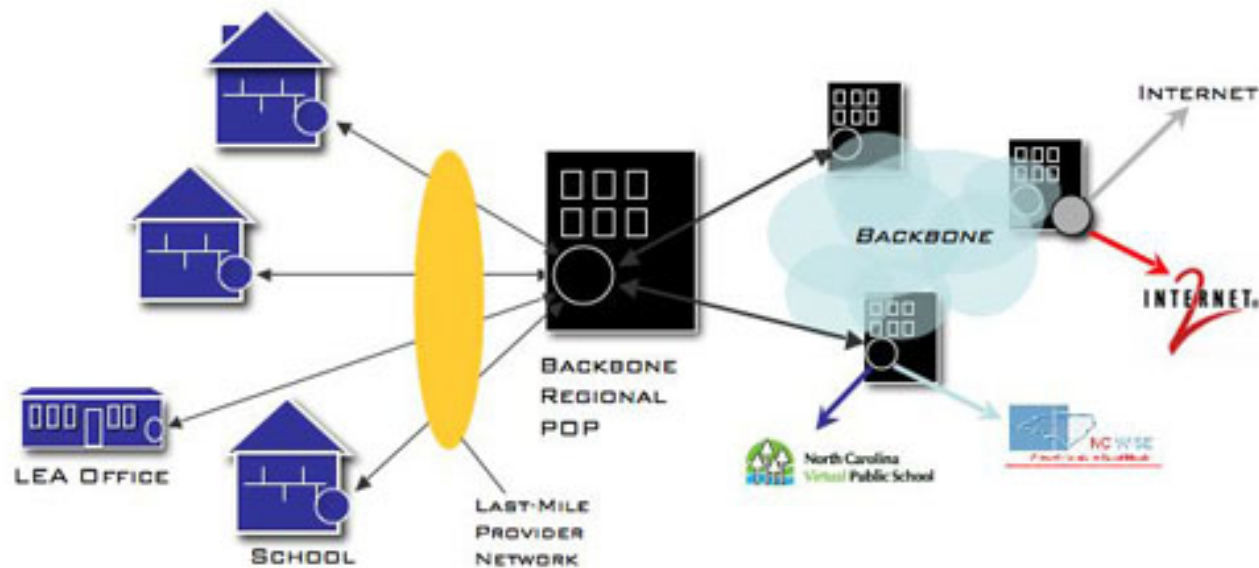 INTERNET
BACKBONE
INTERNET
2
BACKBONE
REGIONAL
POP
LEA OFFICE
North Carolina
Virtual Public School
NC WISE
LAST-MILE
PROVIDER
NETWORK
SCHOOL